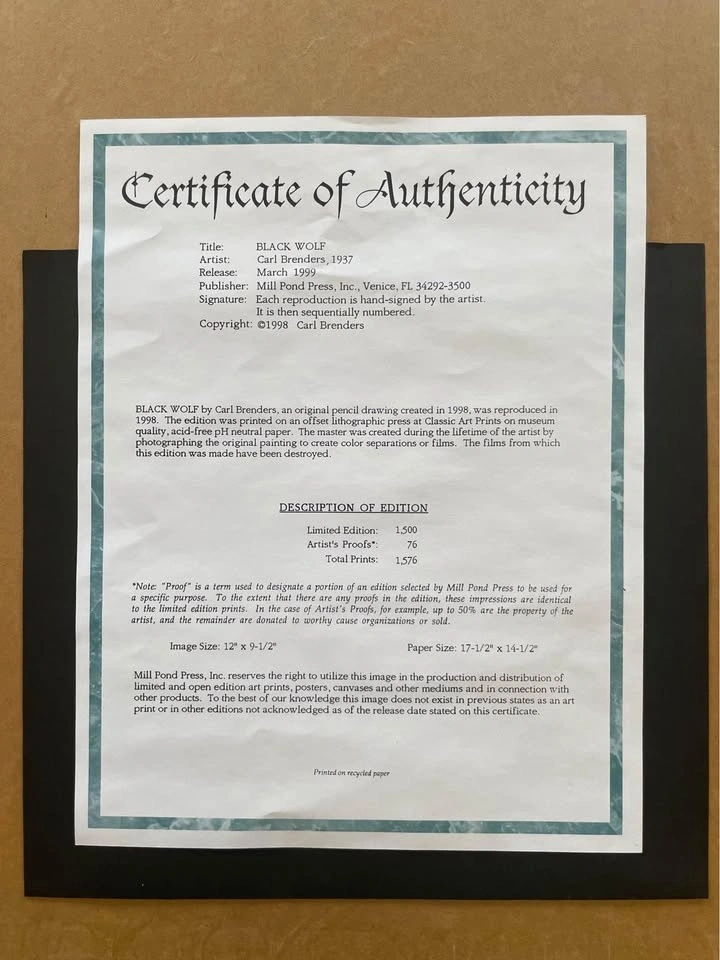 Certificate of Authenticity
Title: BLACK WOLF
Artist: Carl Brenders, 1937
Release: March 1999
Publisher: Mill Pond Press, Inc., Venice, FL 34292-3500
Signature: Each reproduction is hand-signed by the artist.
It is then sequentially numbered.
Copyright: ©1998 Carl Brenders
BLACK WOLF by Carl Brenders, an original pencil drawing created in 1998, was reproduced in
1998. The edition was printed on an offset lithographic press at Classic Art Prints on museum
quality, acid-free pH neutral paper. The master was created during the lifetime of the artist by
photographing the original painting to create color separations or films. The films from which
this edition was made have been destroyed.
DESCRIPTION OF EDITION
Limited Edition: 1,500
Artist's Proofs*: 76
Total Prints: 1,576
*Note: "Proof" is a term used to designate a portion of an edition selected by Mill Pond Press to be used for
a specific purpose. To the extent that there are any proofs in the edition, these impressions are identical
to the limited edition prints. In the case of Artist's Proofs, for example, up to 50% are the property of the
artist, and the remainder are donated to worthy cause organizations or sold.
Image Size: 12" x 9-1/2" Paper Size: 17-1/2" x 14-1/2"
Mill Pond Press, Inc. reserves the right to utilize this image in the production and distribution of
limited and open edition art prints, posters, canvases and other mediums and in connection with
other products. To the best of our knowledge this image does not exist in previous states as an art
print or in other editions not acknowledged as of the release date stated on this certificate.
Printed on recycled paper